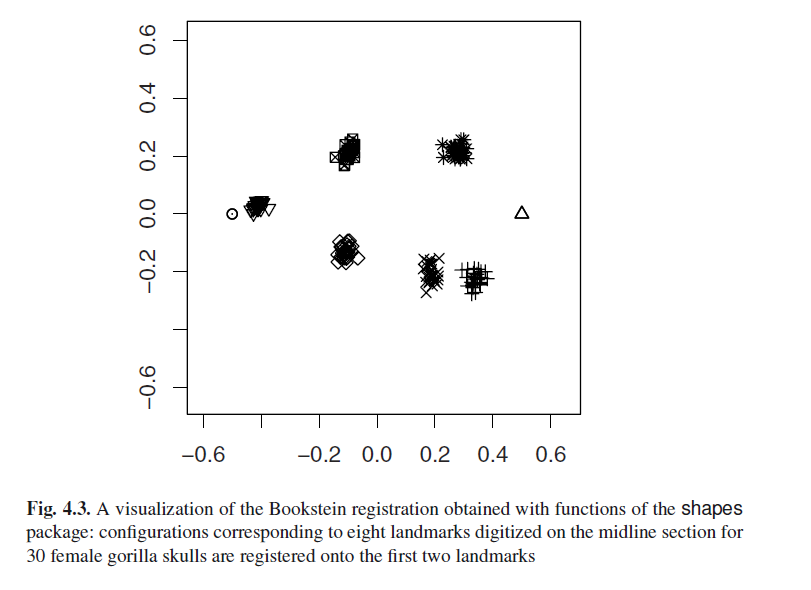 0.6
0.4
0.2
0.0
−0.2
−0.6
−0.6 −0.2 0.0 0.2 0.4 0.6
Fig. 4.3. A visualization of the Bookstein registration obtained with functions of the shapes
package: configurations corresponding to eight landmarks digitized on the midline section for
30 female gorilla skulls are registered onto the first two landmarks